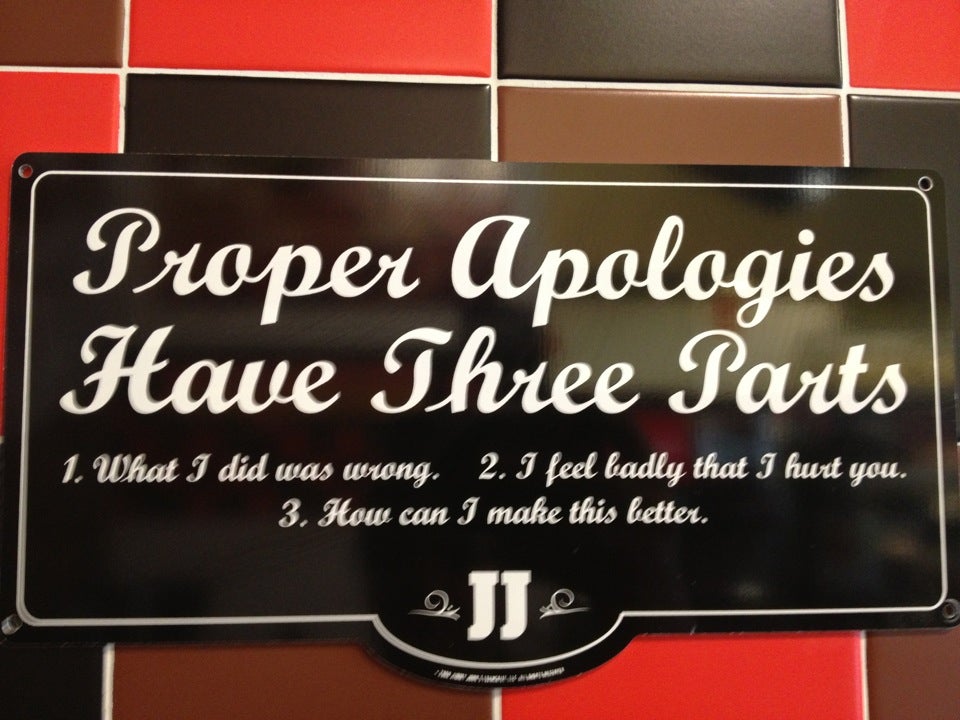 Proper Apologies
Have Three Parts
1. What I did was wrong. 2. I feel badly that I hurt you.
3. How can I make this better.
JJ